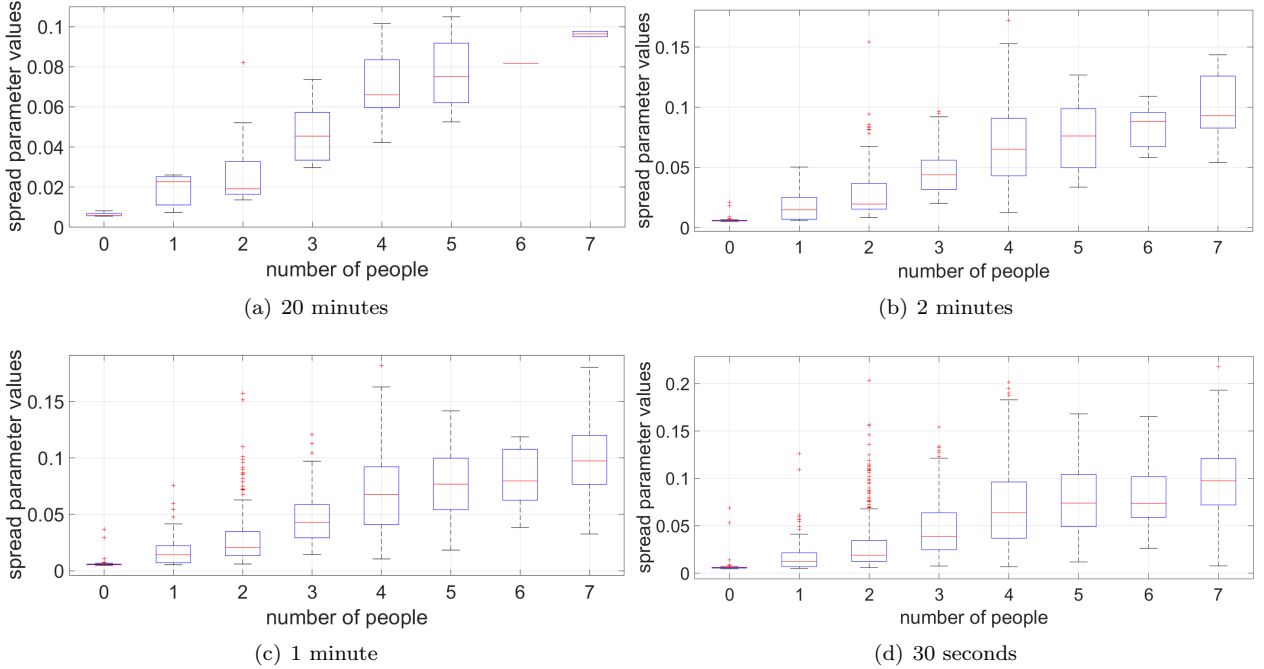 0.1
0.08
0.06
0.04
0.02
0
spread parameter values
0 1 2 3 4 5 6 7
number of people
(a) 20 minutes
0.15
0.1
0.05
0
spread parameter values
0 1 2 3 4 5 6 7
number of people
(b) 2 minutes
0.15
0.1
0.05
0
spread parameter values
0 1 2 3 4 5 6 7
number of people
(c) 1 minute
0.2
0.15
0.1
0.05
0
spread parameter values
0 1 2 3 4 5 6 7
number of people
(d) 30 seconds